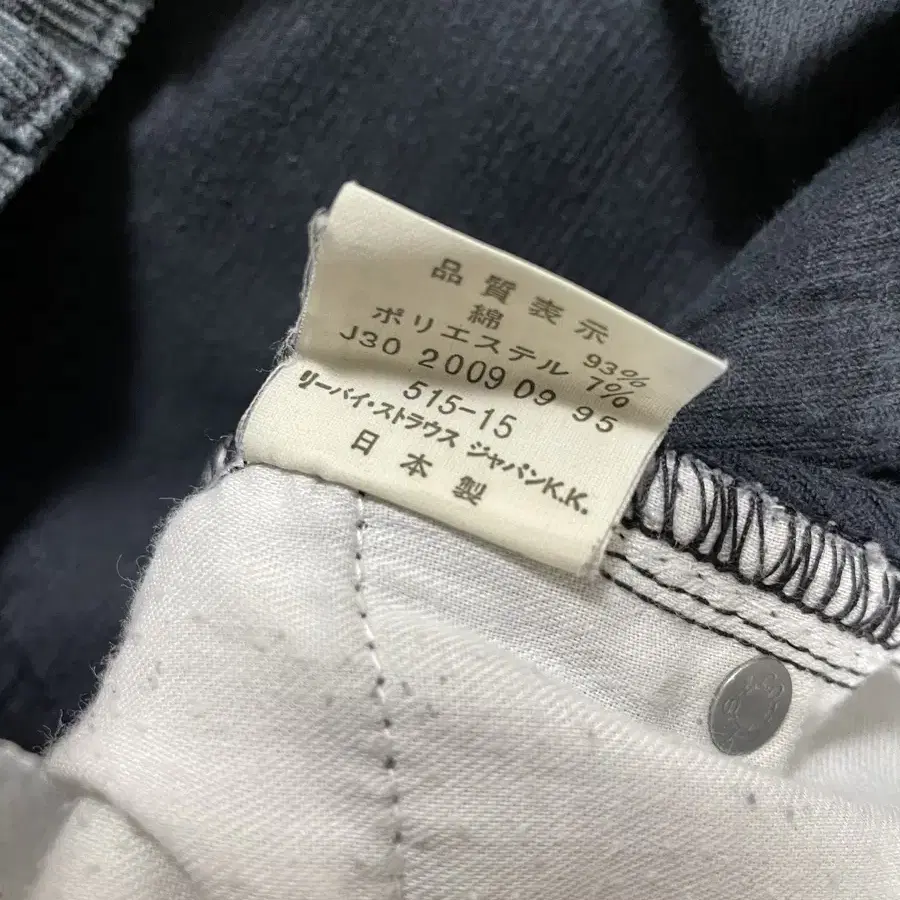 品質表示
綿 93%
ポリエステル 7%
J30 2009 09 95
515-15
リーバイ・ストラウス ジャパンK.K.
日本製